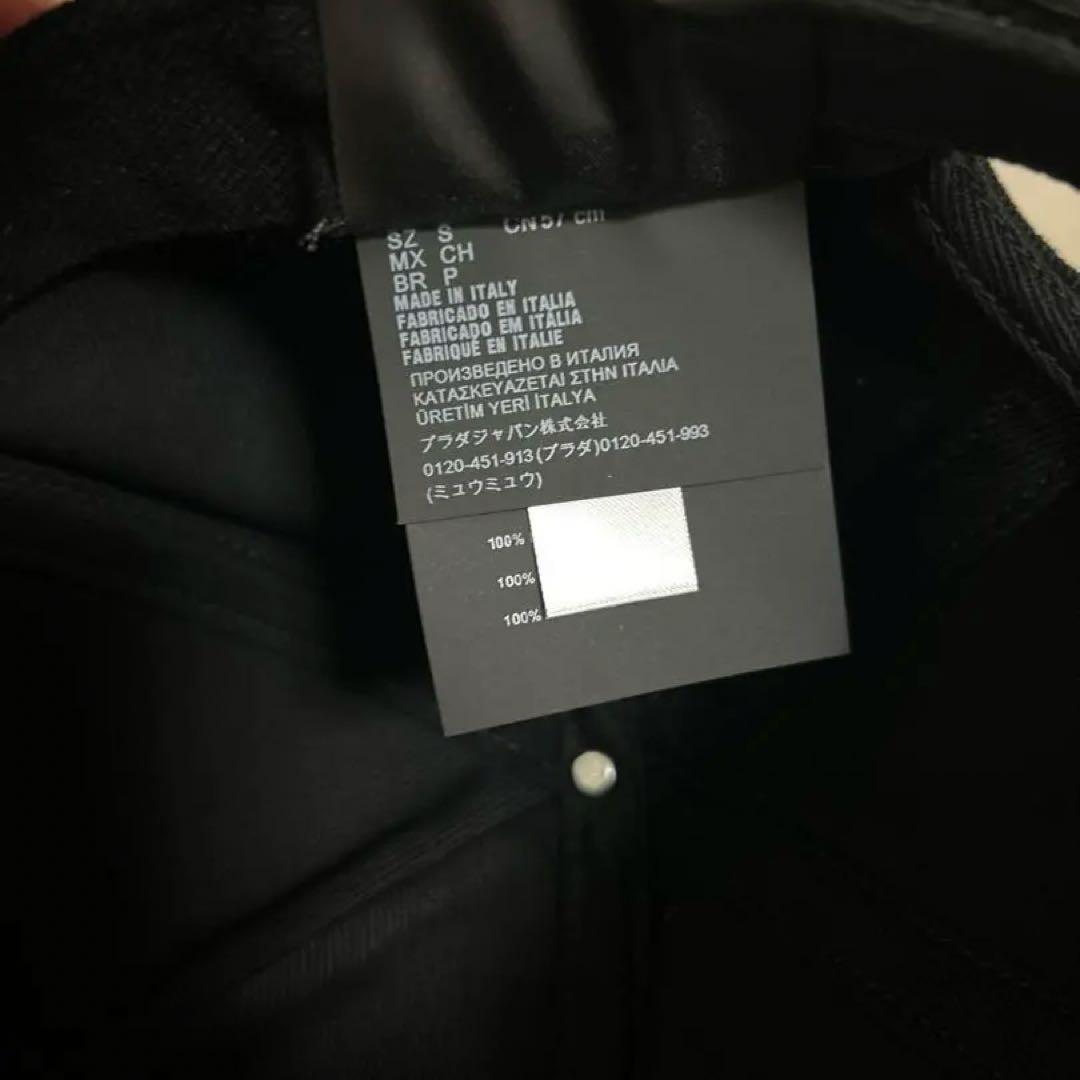 SZ S CN 57 cm
MX CH
BR P
MADE IN ITALY
FABRICADO EN ITALIA
FABRICADO EM ITÁLIA
FABRIQUÉ EN ITALIE
ПРОИЗВЕДЕНО В ИТАЛИЯ
ΚΑΤΑΣΚΕΥΑΖΕΤΑΙ ΣΤΗΝ ΙΤΑΛΙΑ
ÜRETİM YERİ İTALYA
プラダジャパン株式会社
0120-451-913(プラダ)0120-451-993
(ミュウミュウ)
100%
100%
100%